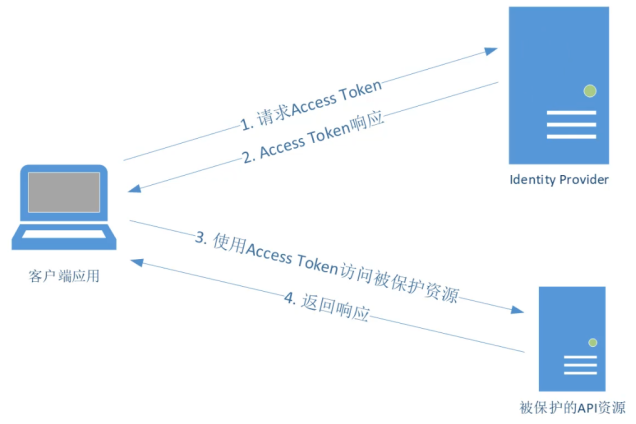 1. 请求Access Token
2. Access Token响应
Identity Provider
3. 使用Access Token访问被保护资源
客户端应用
4. 返回响应
被保护的API资源